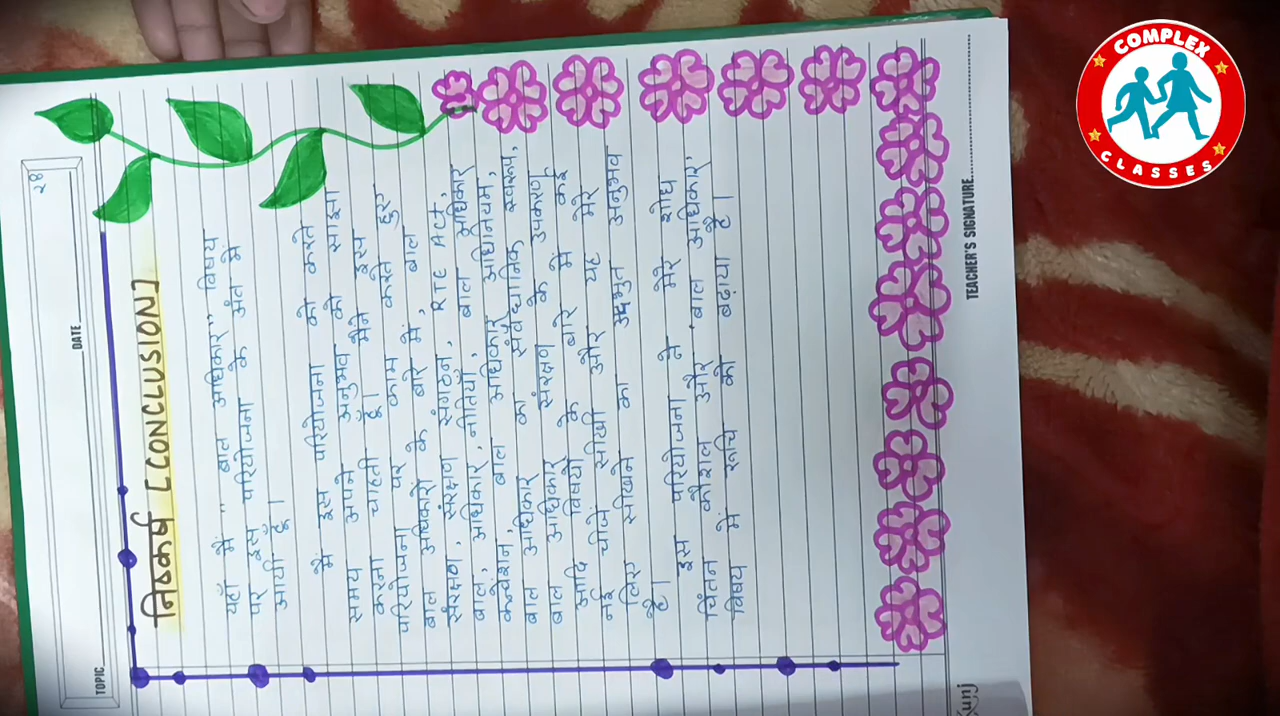 28
DATE
TOPIC
निष्कर्ष [CONCLUSION]
यहाँ मैं "बाल अधिकार" विषय
पर इस परियोजना के अंत में
आयी हूँ।
मैं इस परियोजना को करते
समय अपने अनुभव को साझा
करना चाहती हूँ। मैंने इस
परियोजना पर काम करते हुए
बाल अधिकारों के बारे में, बाल
संरक्षण, संरक्षण संगठन, RTE Act,
बाल, अधिकार, नीतियाँ, बाल अधिकार
कन्वेंशन, बाल अधिकार अधिनियम,
बाल अधिकार का संवैधानिक स्वरूप,
बाल अधिकार संरक्षण के उपकरण
आदि विषयों के बारे में कई
नई चीजें सीखी और यह मेरे
लिए सीखने का उद्भुत अनुभव
है।
इस परियोजना ने मेरे शोध
चिंतन कौशल और 'बाल अधिकार'
विषय में रूचि को बढ़ाया है।
TEACHER'S SIGNATURE
Kunj
COMPLEX
CLASSES